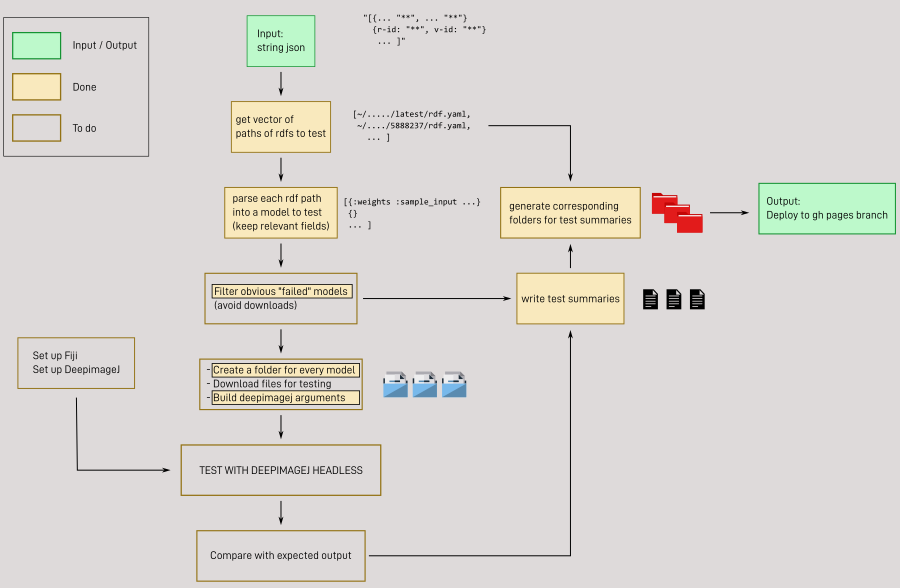 Input / Output
Done
To do
Input:
string json
"[{... "**", ... "**"}
{r-id: "**", v-id: "**"}
... ]"
get vector of
paths of rdfs to test
[~/...../latest/rdf.yaml,
~/..../5888237/rdf.yaml,
... ]
parse each rdf path
into a model to test
(keep relevant fields)
[{:weights :sample_input ...}
{}
... ]
generate corresponding
folders for test summaries
Output:
Deploy to gh pages branch
Filter obvious "failed" models
(avoid downloads)
write test summaries
Set up Fiji
Set up DeepimageJ
- Create a folder for every model
- Download files for testing
- Build deepimagej arguments
TEST WITH DEEPIMAGEJ HEADLESS
Compare with expected output